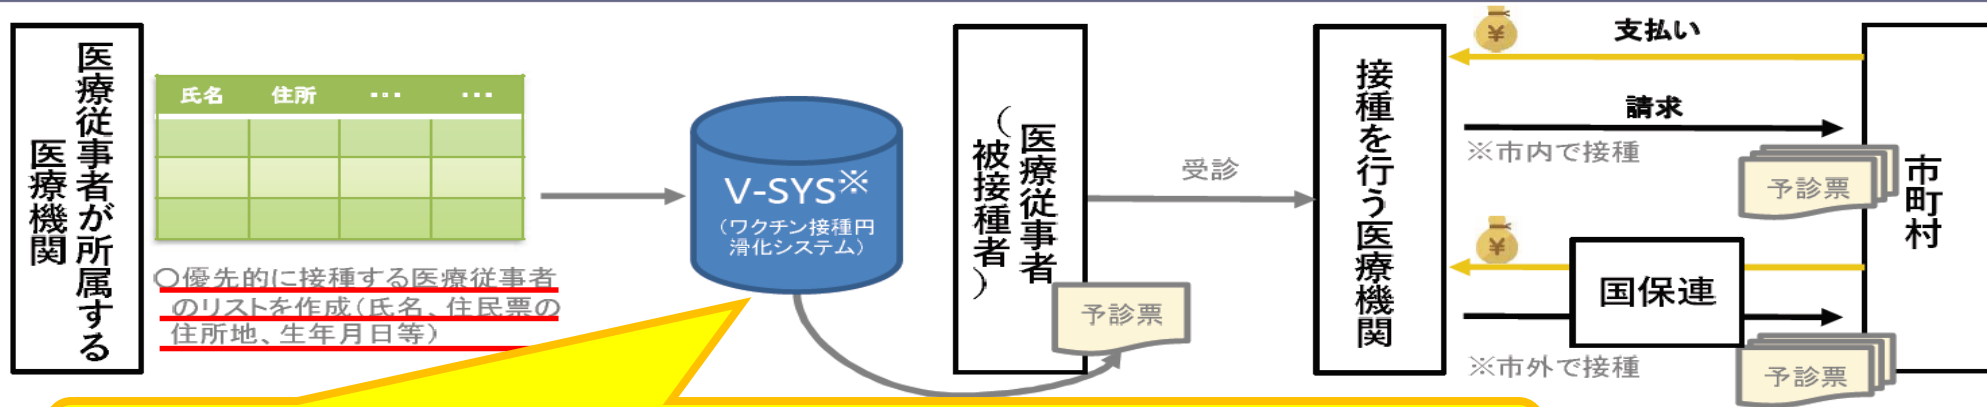 医療従事者が所属する
医療機関
氏名 住所 … …
〇優先的に接種する医療従事者
のリストを作成(氏名、住民票の
住所地、生年月日等)
V-SYS※
(ワクチン接種円
滑化システム)
医療従事者
(被接種者)
予診票
受診
接種を行う医療機関
¥
支払い
請求
※市内で接種
予診票
¥
国保連
※市外で接種
予診票
市町村